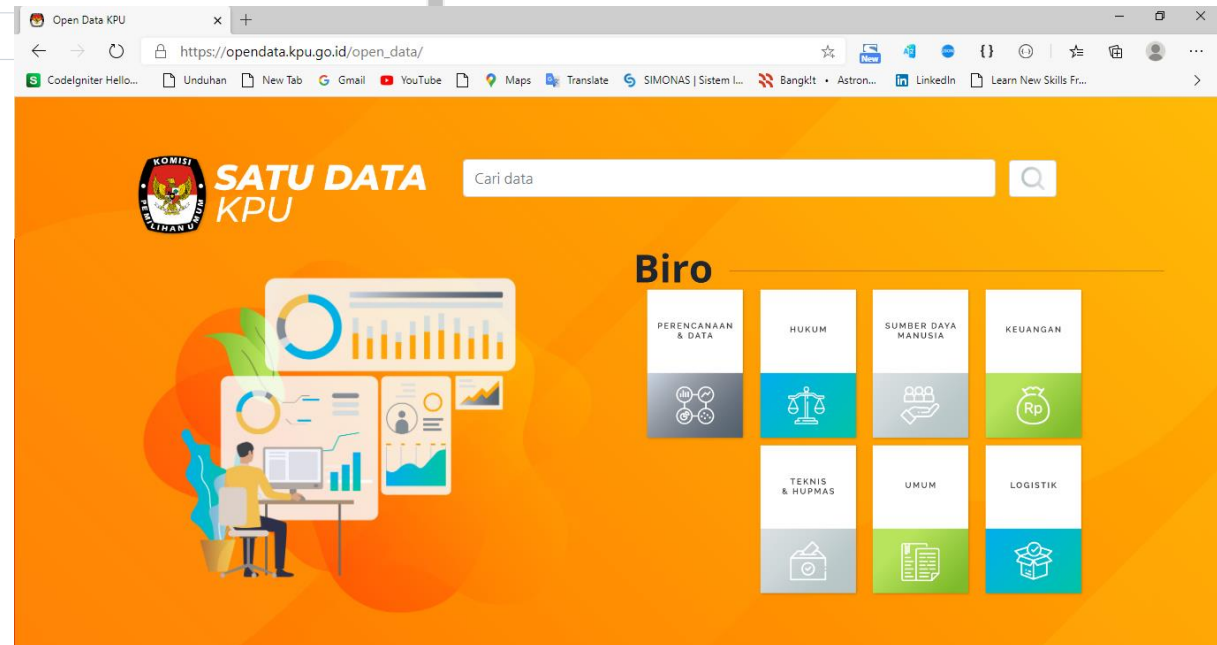 Open Data KPU
https://opendata.kpu.go.id/open_data/
New
CodeIgniter Hello... Unduhan New Tab Gmail YouTube Maps Translate SIMONAS | Sistem I... Bangk!t • Astron... LinkedIn Learn New Skills Fr...
KOMISI
PEMILIHAN UMUM
SATU DATA
KPU
Cari data
Biro
PERENCANAAN
& DATA
HUKUM
SUMBER DAYA
MANUSIA
KEUANGAN
Rp
TEKNIS
& HUPMAS
UMUM
LOGISTIK